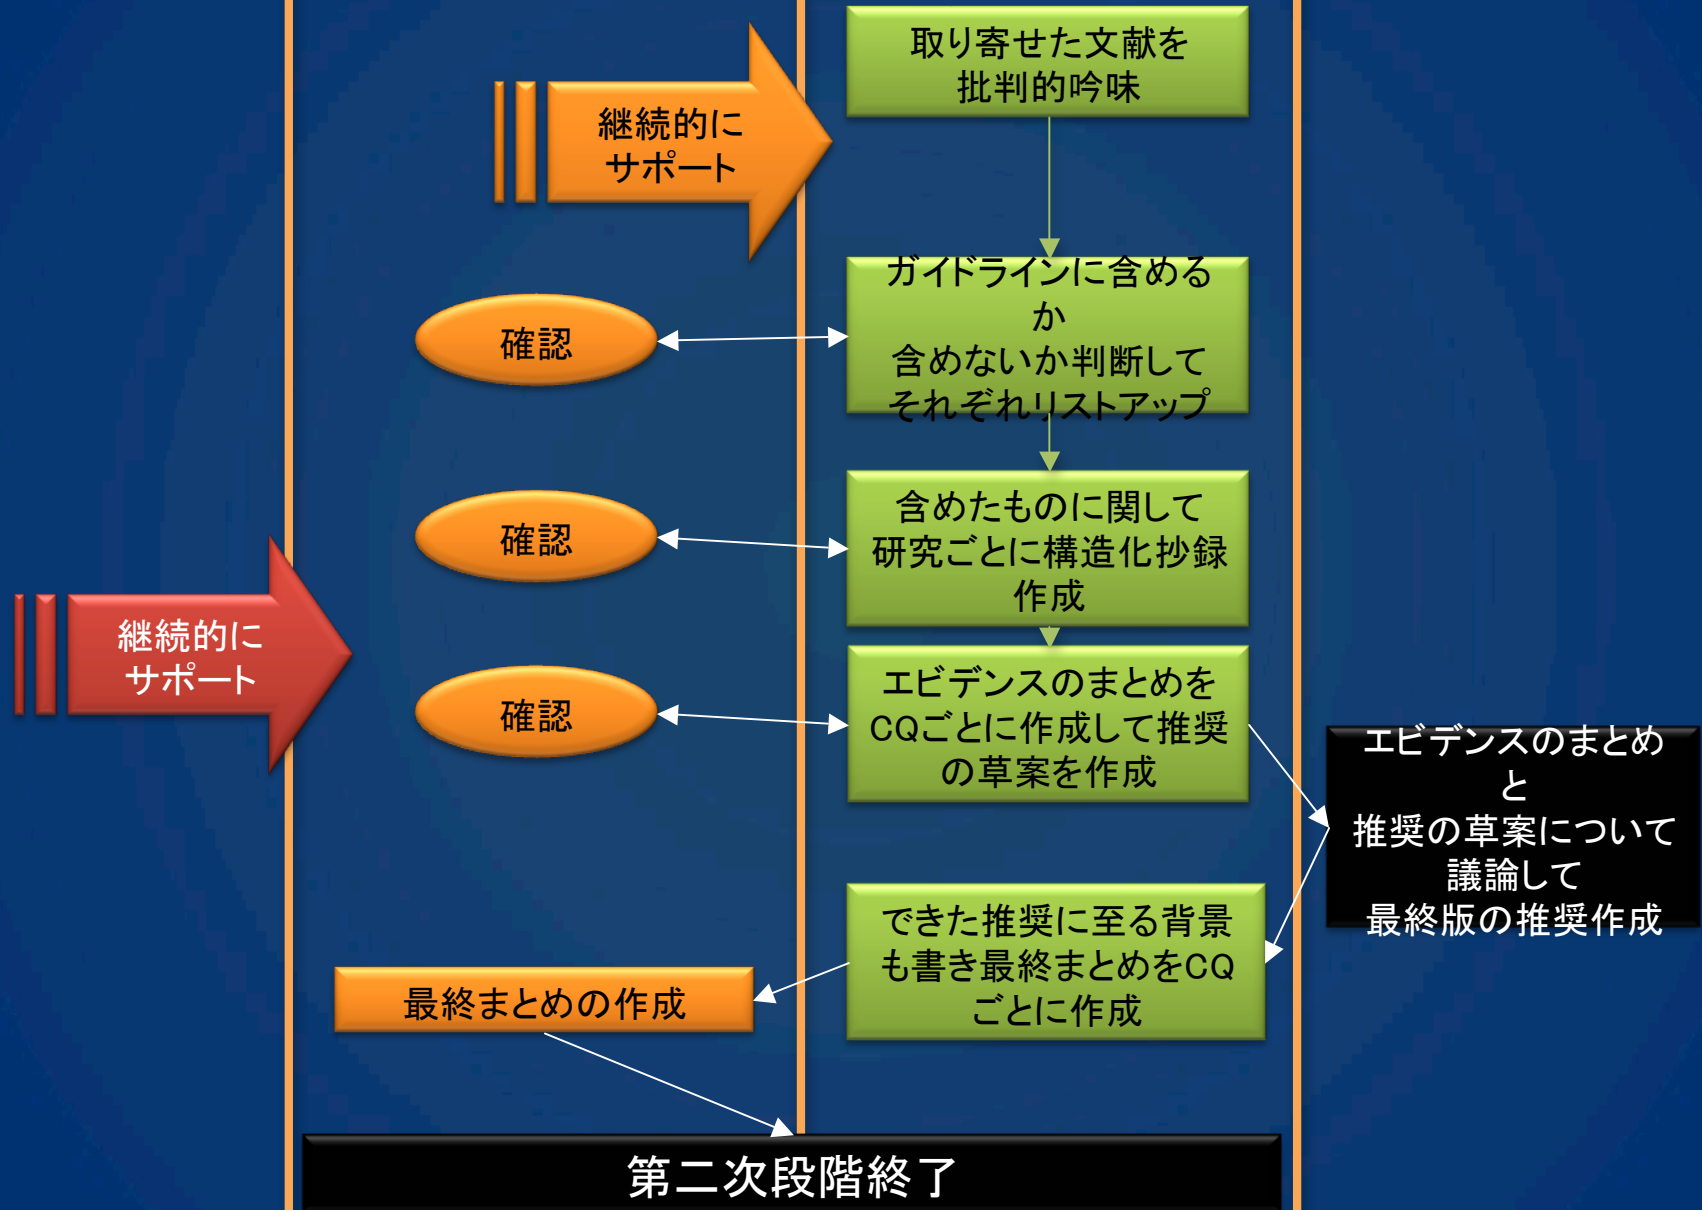 取り寄せた文献を
批判的吟味
継続的に
サポート
ガイドラインに含める
か
含めないか判断して
それぞれリストアップ
確認
含めたものに関して
研究ごとに構造化抄録
作成
確認
継続的に
サポート
エビデンスのまとめを
CQごとに作成して推奨
の草案を作成
確認
エビデンスのまとめ
と
推奨の草案について
議論して
最終版の推奨作成
できた推奨に至る背景
も書き最終まとめをCQ
ごとに作成
最終まとめの作成
第二次段階終了